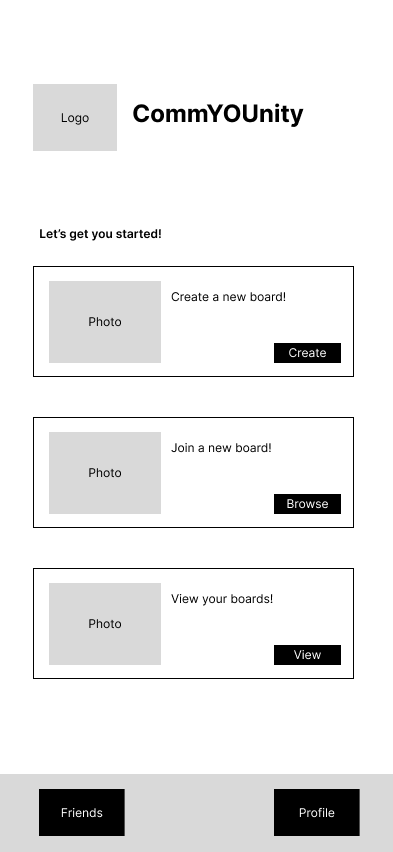 Logo
CommYOUnity
Let's get you started!
Photo
Create a new board!
Create
Photo
Join a new board!
Browse
Photo
View your boards!
View
Friends
Profile